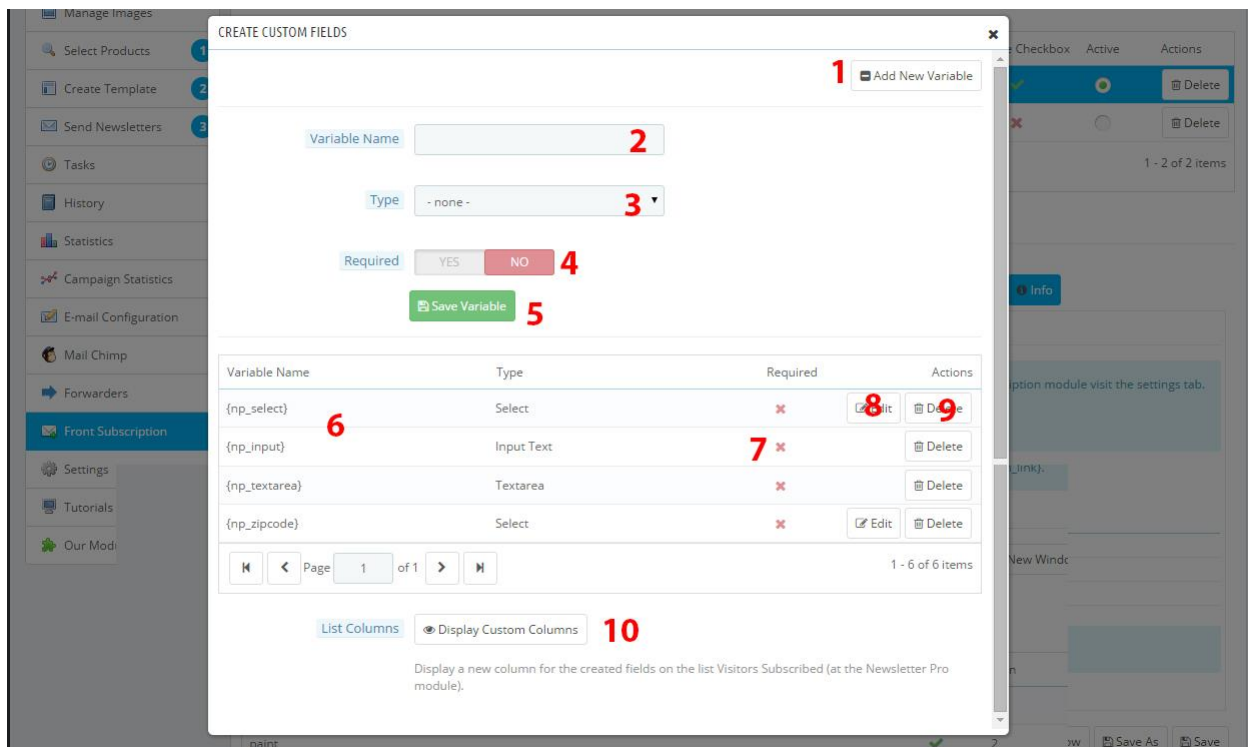 Manage Images
Select Products
1
Create Template
2
Send Newsletters
3
Tasks
History
Statistics
Campaign Statistics
E-mail Configuration
Mail Chimp
Forwarders
Front Subscription
Settings
Tutorials
Our
CREATE CUSTOM FIELDS
1 Add New Variable
Variable Name 2
Type - none - 3
Required YES NO 4
Save Variable 5
Variable Name Type Required Actions
{np_select} Select 8 Edit 9 Delete
6
{np_input} Input Text 7 Delete
{np_textarea} Textarea Delete
{np_zipcode} Select Edit Delete
Page 1 of 1 1 - 6 of 6 items
List Columns Display Custom Columns 10
Display a new column for the created fields on the list Visitors Subscribed (at the Newsletter Pro
module).
Checkbox Active Actions
Delete
Delete
1 - 2 of 2 items
Info
module visit the settings tab.
New
paint 2 Save As Save